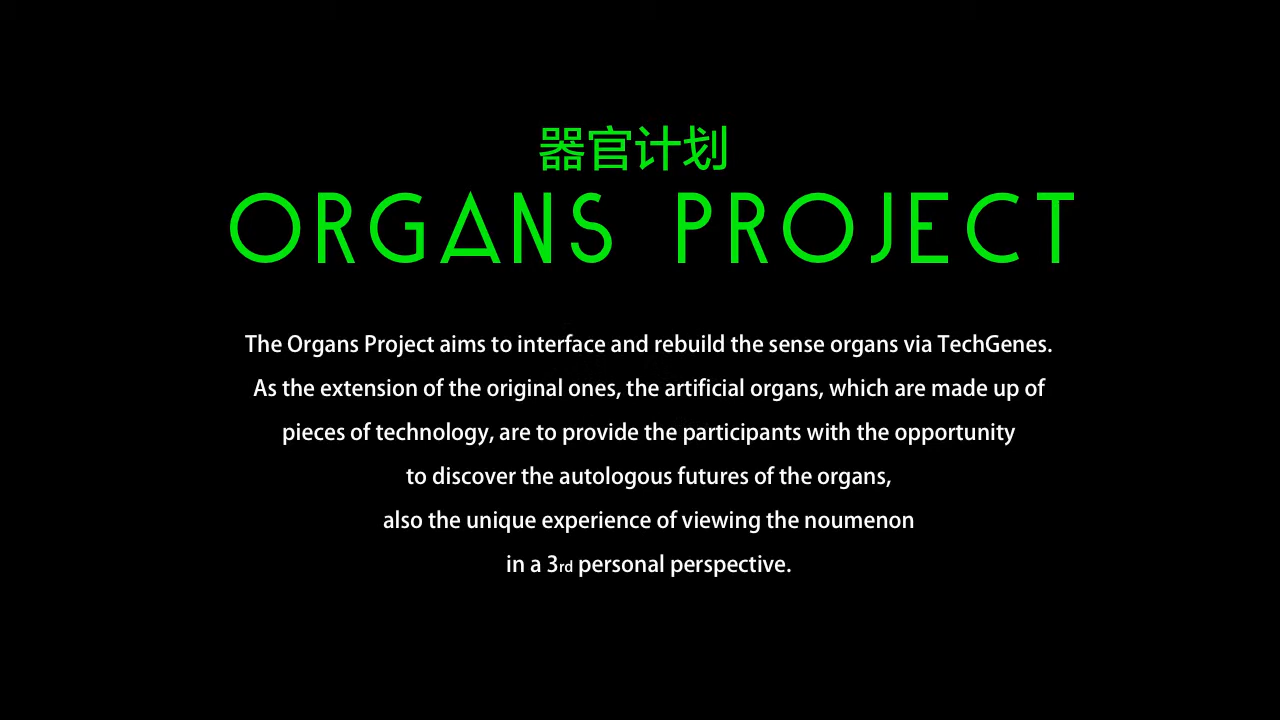 器官计划
ORGANS PROJECT
The Organs Project aims to interface and rebuild the sense organs via TechGenes.
As the extension of the original ones, the artificial organs, which are made up of
pieces of technology, are to provide the participants with the opportunity
to discover the autologous futures of the organs,
also the unique experience of viewing the noumenon
in a 3rd personal perspective.